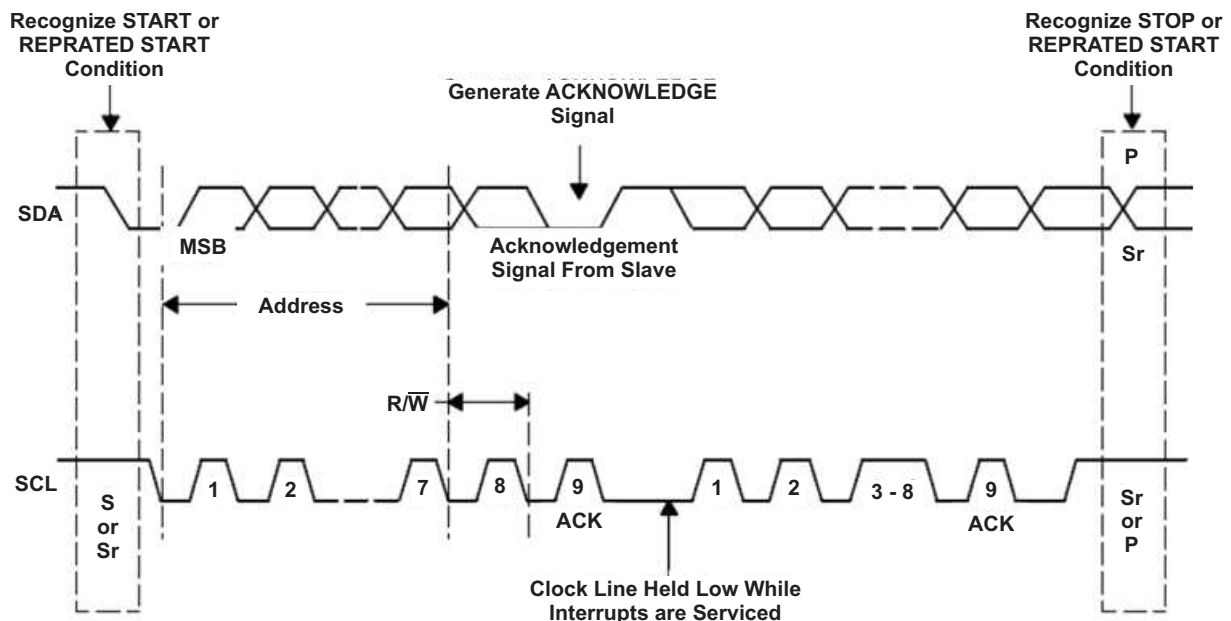 Recognize START or
REPRATED START
Condition
Recognize STOP or
REPRATED START
Condition
Generate ACKNOWLEDGE
Signal
P
SDA
MSB
Acknowledgement
Signal From Slave
Sr
Address
R/W̅
SCL
1
2
7
8
9
1
2
3 - 8
9
ACK
ACK
S
or
Sr
Sr
or
P
Clock Line Held Low While
Interrupts are Serviced